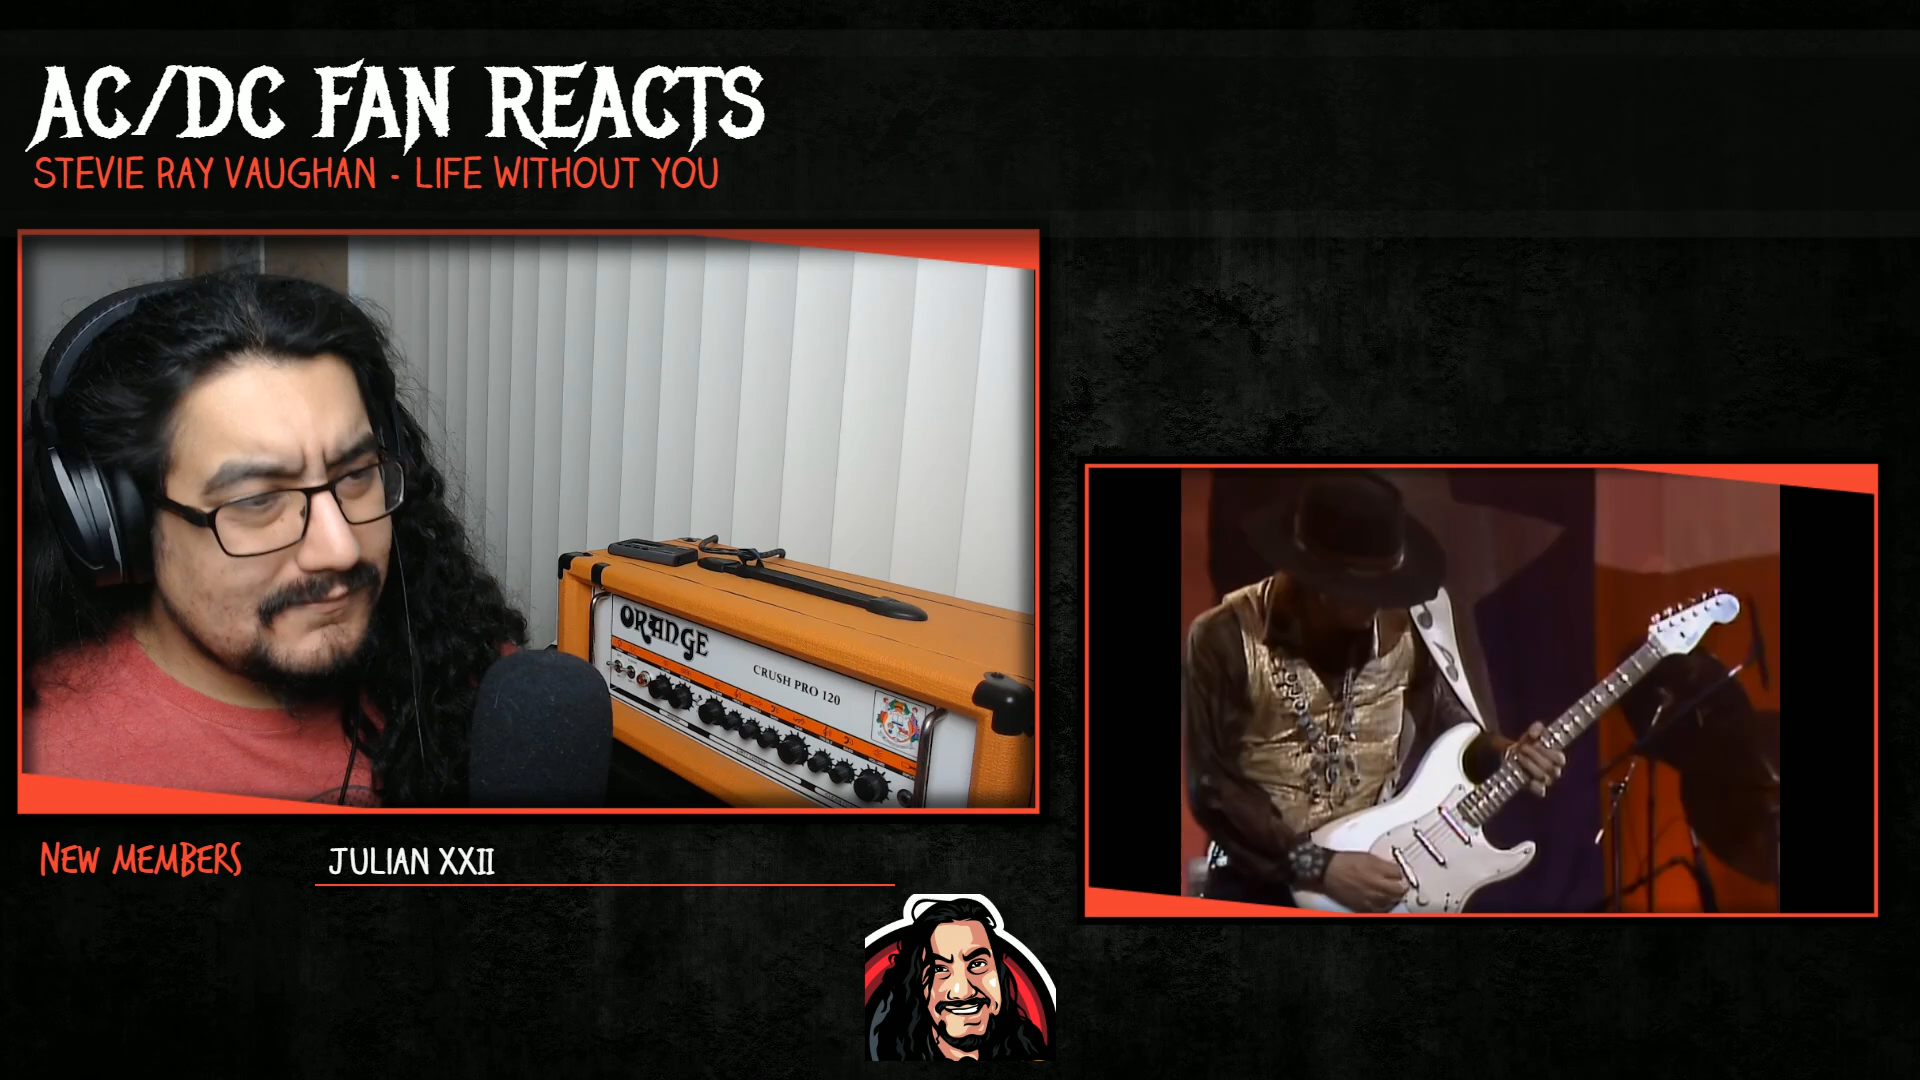 AC/DC FAN REACTS
STEVIE RAY VAUGHAN - LIFE WITHOUT YOU
ORANGE
CRUSH PRO 120
NEW MEMBERS
JULIAN XXII